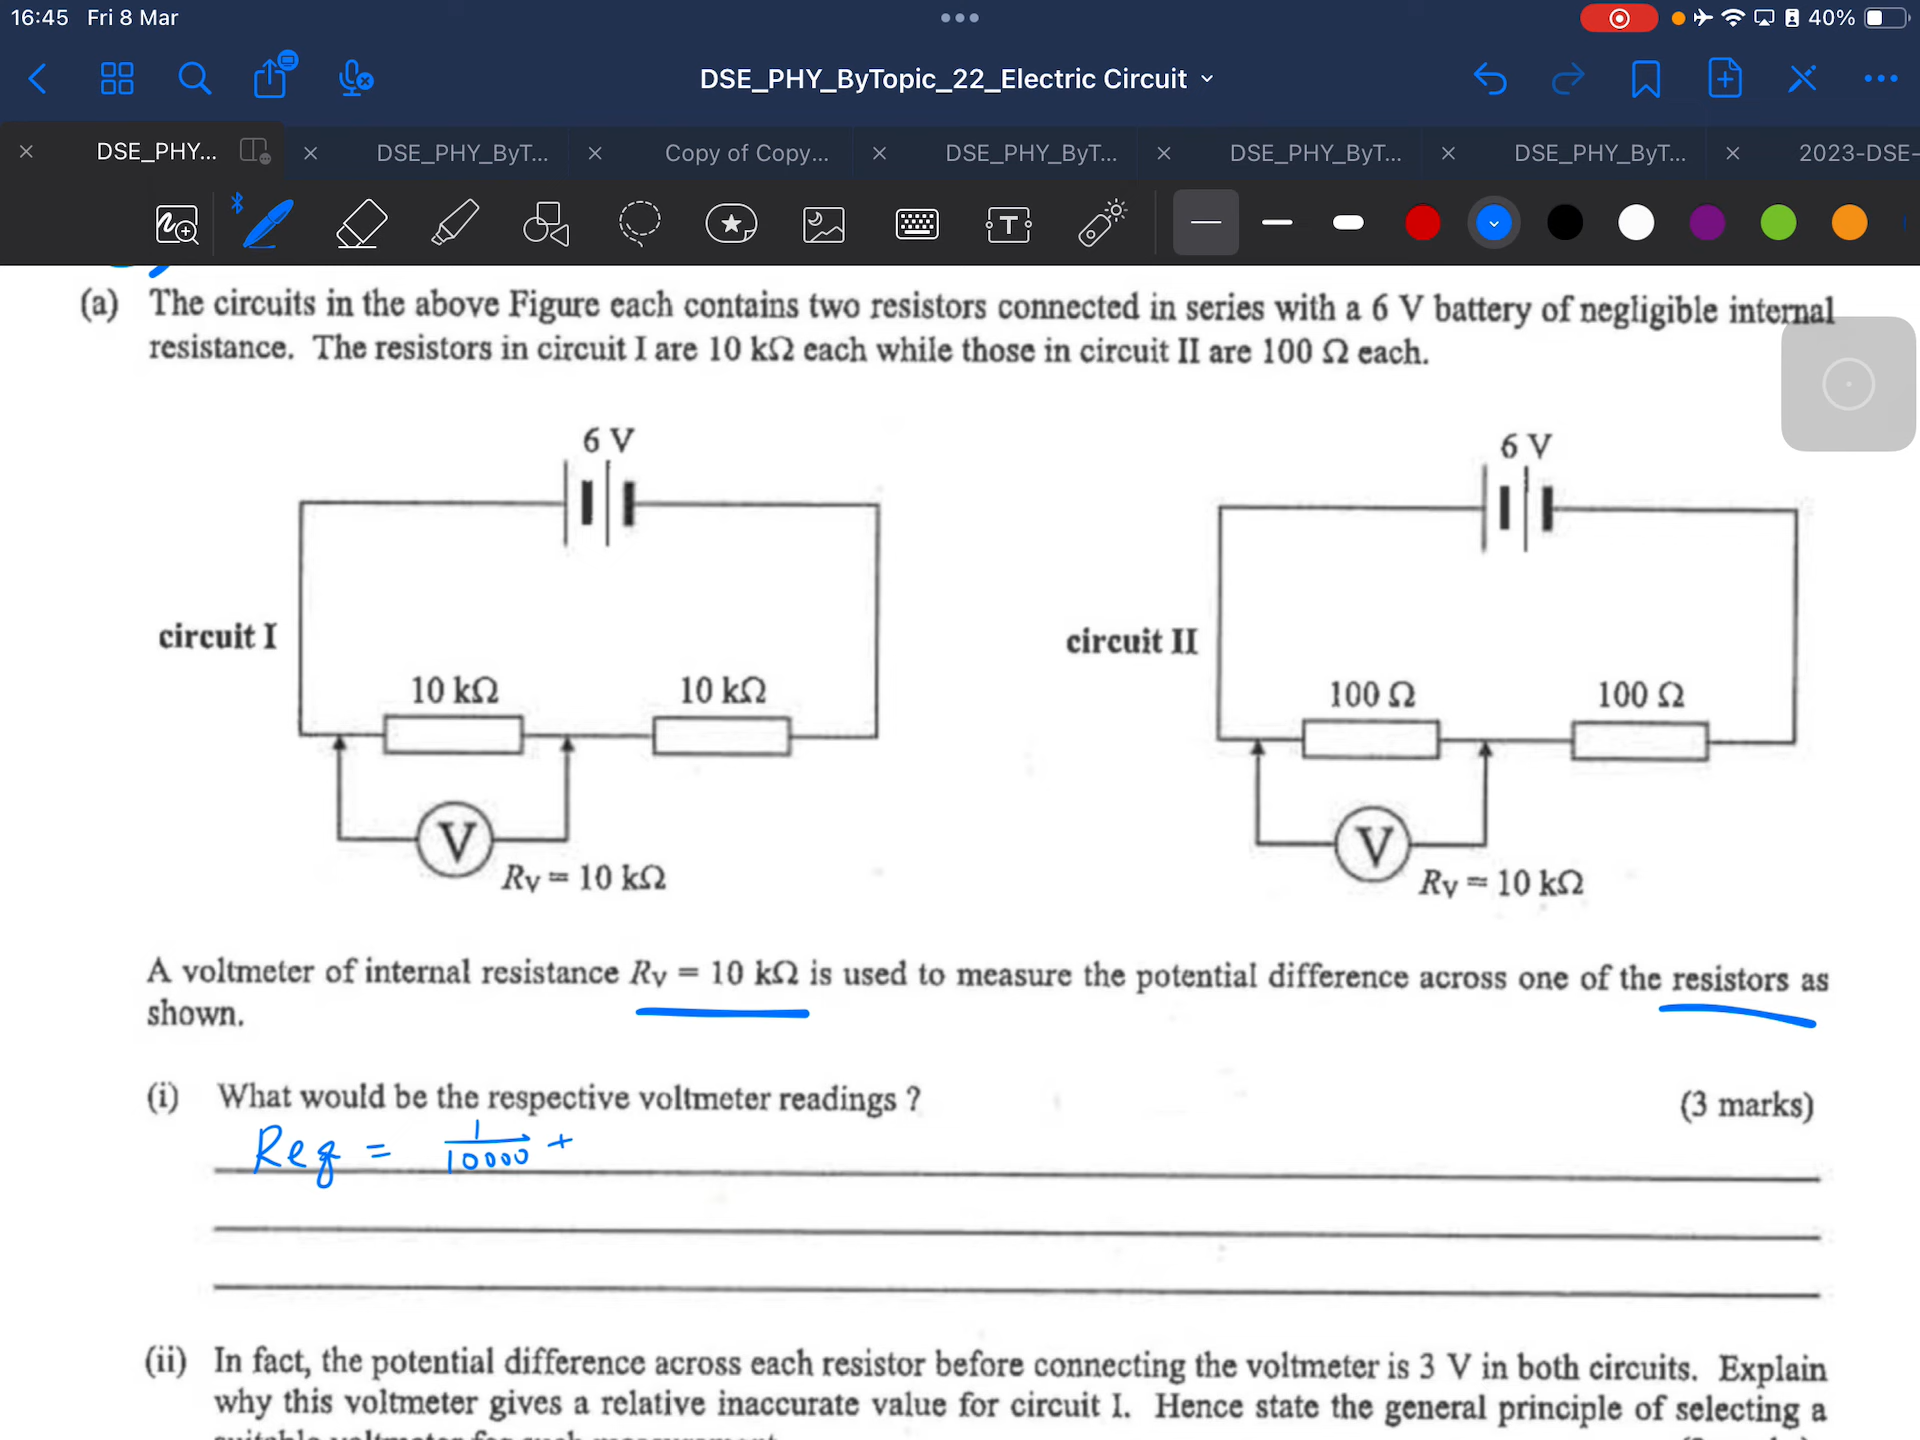 16:45 Fri 8 Mar
40%
DSE_PHY_ByTopic_22_Electric Circuit
DSE_PHY...
DSE_PHY_ByT...
Copy of Copy...
DSE_PHY_ByT...
DSE_PHY_ByT...
DSE_PHY_ByT...
2023-DSE-
T
(a) The circuits in the above Figure each contains two resistors connected in series with a 6 V battery of negligible internal
resistance. The resistors in circuit I are 10 kΩ each while those in circuit II are 100 Ω each.
6 V
6 V
circuit I
circuit II
10 kΩ
10 kΩ
100 Ω
100 Ω
V
V
RV = 10 kΩ
RV = 10 kΩ
A voltmeter of internal resistance RV = 10 kΩ is used to measure the potential difference across one of the resistors as
shown.
(i) What would be the respective voltmeter readings ? (3 marks)
Req = 1/10000 +
(ii) In fact, the potential difference across each resistor before connecting the voltmeter is 3 V in both circuits. Explain
why this voltmeter gives a relative inaccurate value for circuit I. Hence state the general principle of selecting a